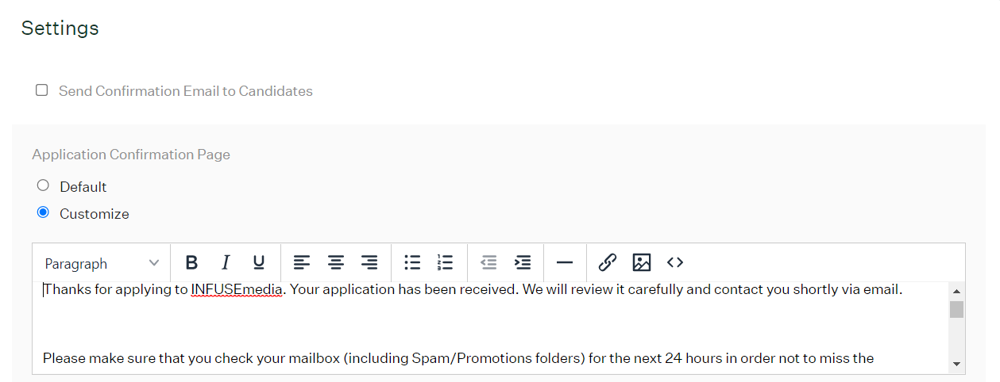 Settings
Send Confirmation Email to Candidates
Application Confirmation Page
Default
Customize
Paragraph
Thanks for applying to INFUSEmedia. Your application has been received. We will review it carefully and contact you shortly via email.
Please make sure that you check your mailbox (including Spam/Promotions folders) for the next 24 hours in order not to miss the